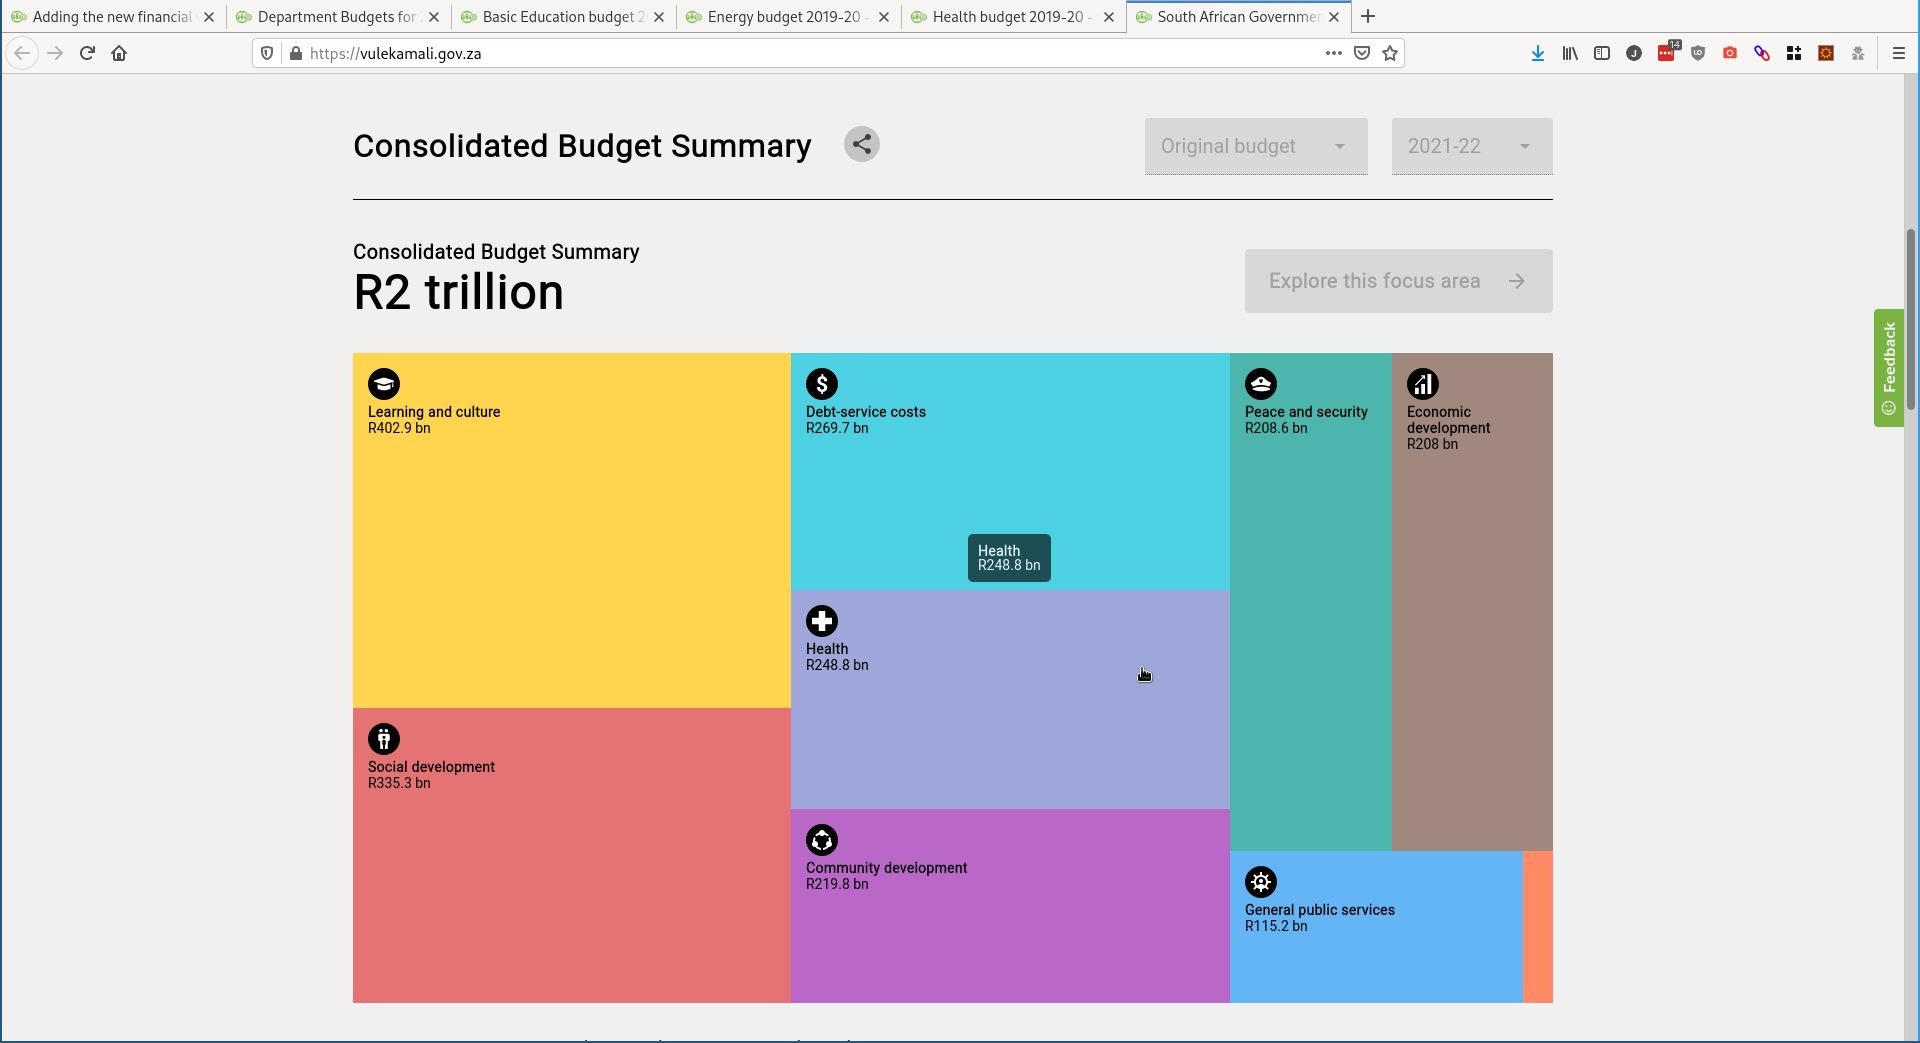 Adding the new financial
Department Budgets for
Basic Education budget 2
Energy budget 2019-20 -
Health budget 2019-20 -
South African Governme
https://vulekamali.gov.za
14
Consolidated Budget Summary
Original budget
2021-22
Consolidated Budget Summary
R2 trillion
Explore this focus area
Feedback
Learning and culture
R402.9 bn
Debt-service costs
R269.7 bn
Peace and security
R208.6 bn
Economic
development
R208 bn
Health
R248.8 bn
Health
R248.8 bn
Social development
R335.3 bn
Community development
R219.8 bn
General public services
R115.2 bn